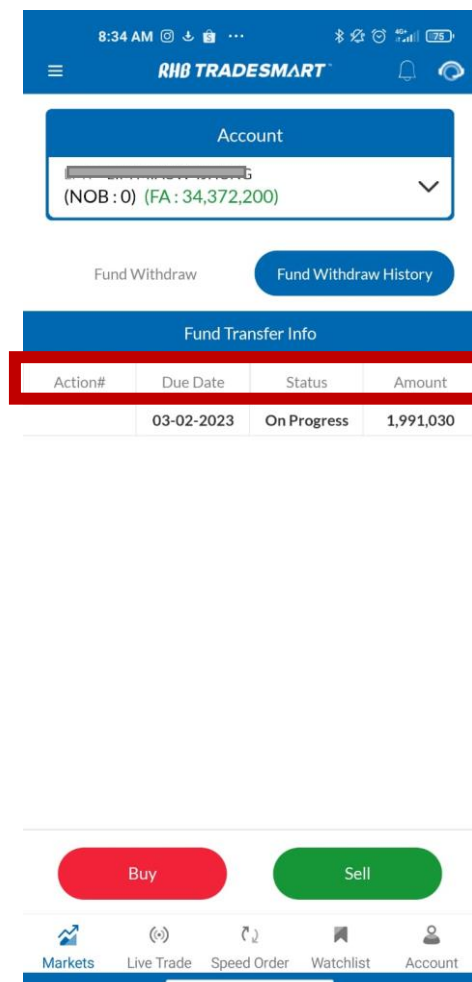 8:34 AM
75
RHB TRADESMART
Account
(NOB : 0) (FA : 34,372,200)
Fund Withdraw
Fund Withdraw History
Fund Transfer Info
Action# Due Date Status Amount
03-02-2023 On Progress 1,991,030
Buy Sell
Markets Live Trade Speed Order Watchlist Account